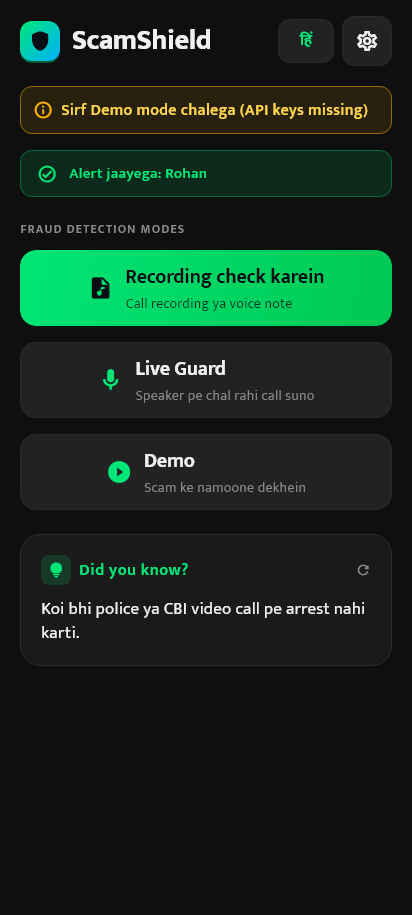 ScamShield
हिं
Sirf Demo mode chalega (API keys missing)
Alert jaayega: Rohan
FRAUD DETECTION MODES
Recording check karein
Call recording ya voice note
Live Guard
Speaker pe chal rahi call suno
Demo
Scam ke namoone dekhein
Did you know?
Koi bhi police ya CBI video call pe arrest nahi
karti.